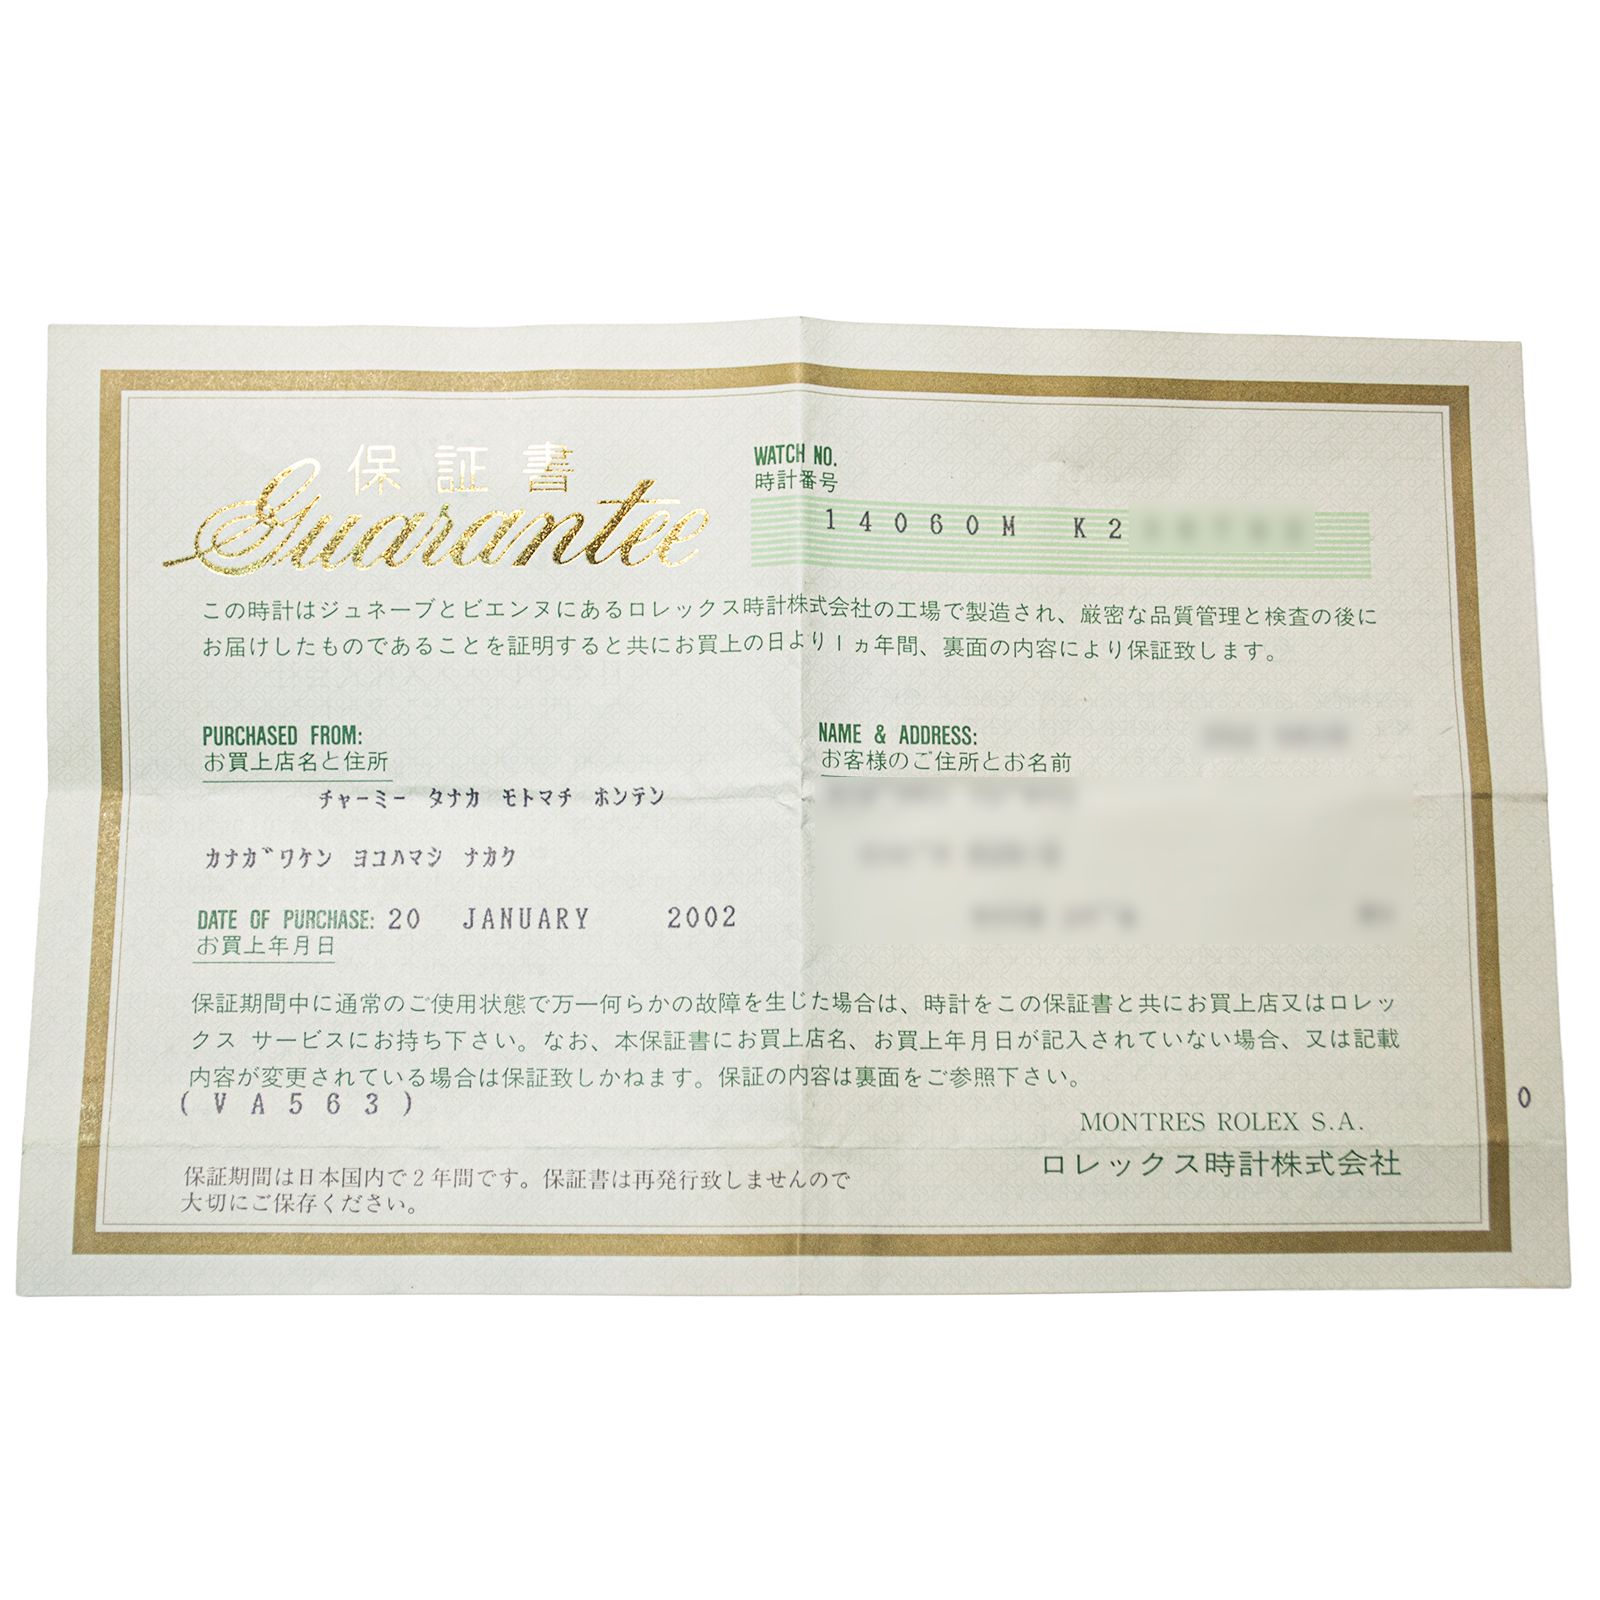 保証書
Guarantee
WATCH NO.
時計番号
14060M K2
この時計はジュネーブとビエンヌにあるロレックス時計株式会社の工場で製造され、厳密な品質管理と検査の後に
お届けしたものであることを証明すると共にお買上の日より1ヵ年間、裏面の内容により保証致します。
PURCHASED FROM:
お買上店名と住所
チャーミー タナカ モトマチ ホンテン
カナガワケン ヨコハマシ ナカク
NAME & ADDRESS:
お客様のご住所とお名前
DATE OF PURCHASE: 20 JANUARY 2002
お買上年月日
保証期間中に通常のご使用状態で万一何らかの故障を生じた場合は、時計をこの保証書と共にお買上店又はロレッ
クス サービスにお持ち下さい。なお、本保証書にお買上店名、お買上年月日が記入されていない場合、又は記載
内容が変更されている場合は保証致しかねます。保証の内容は裏面をご参照下さい。
(VA563)
0
MONTRES ROLEX S.A.
ロレックス時計株式会社
保証期間は日本国内で2年間です。保証書は再発行致しませんので
大切にご保存ください。